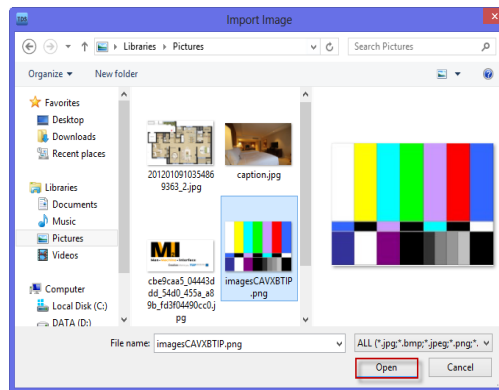 Import Image
Libraries
Pictures
Search Pictures
Organize
New folder
Favorites
Desktop
Downloads
Recent places
Libraries
Documents
Music
Pictures
Videos
Computer
Local Disk (C:)
DATA (D:)
201201091035486
9363_2.jpg
caption.jpg
cbe9caa5_04443d
dd_54d0_455a_a8
9b_fd3f04490cc0.j
pg
imagesCAVXBTIP
.png
File name:
imagesCAVXBTIP.png
ALL (*.jpg;*.bmp;*.jpeg;*.png;*.
Open
Cancel